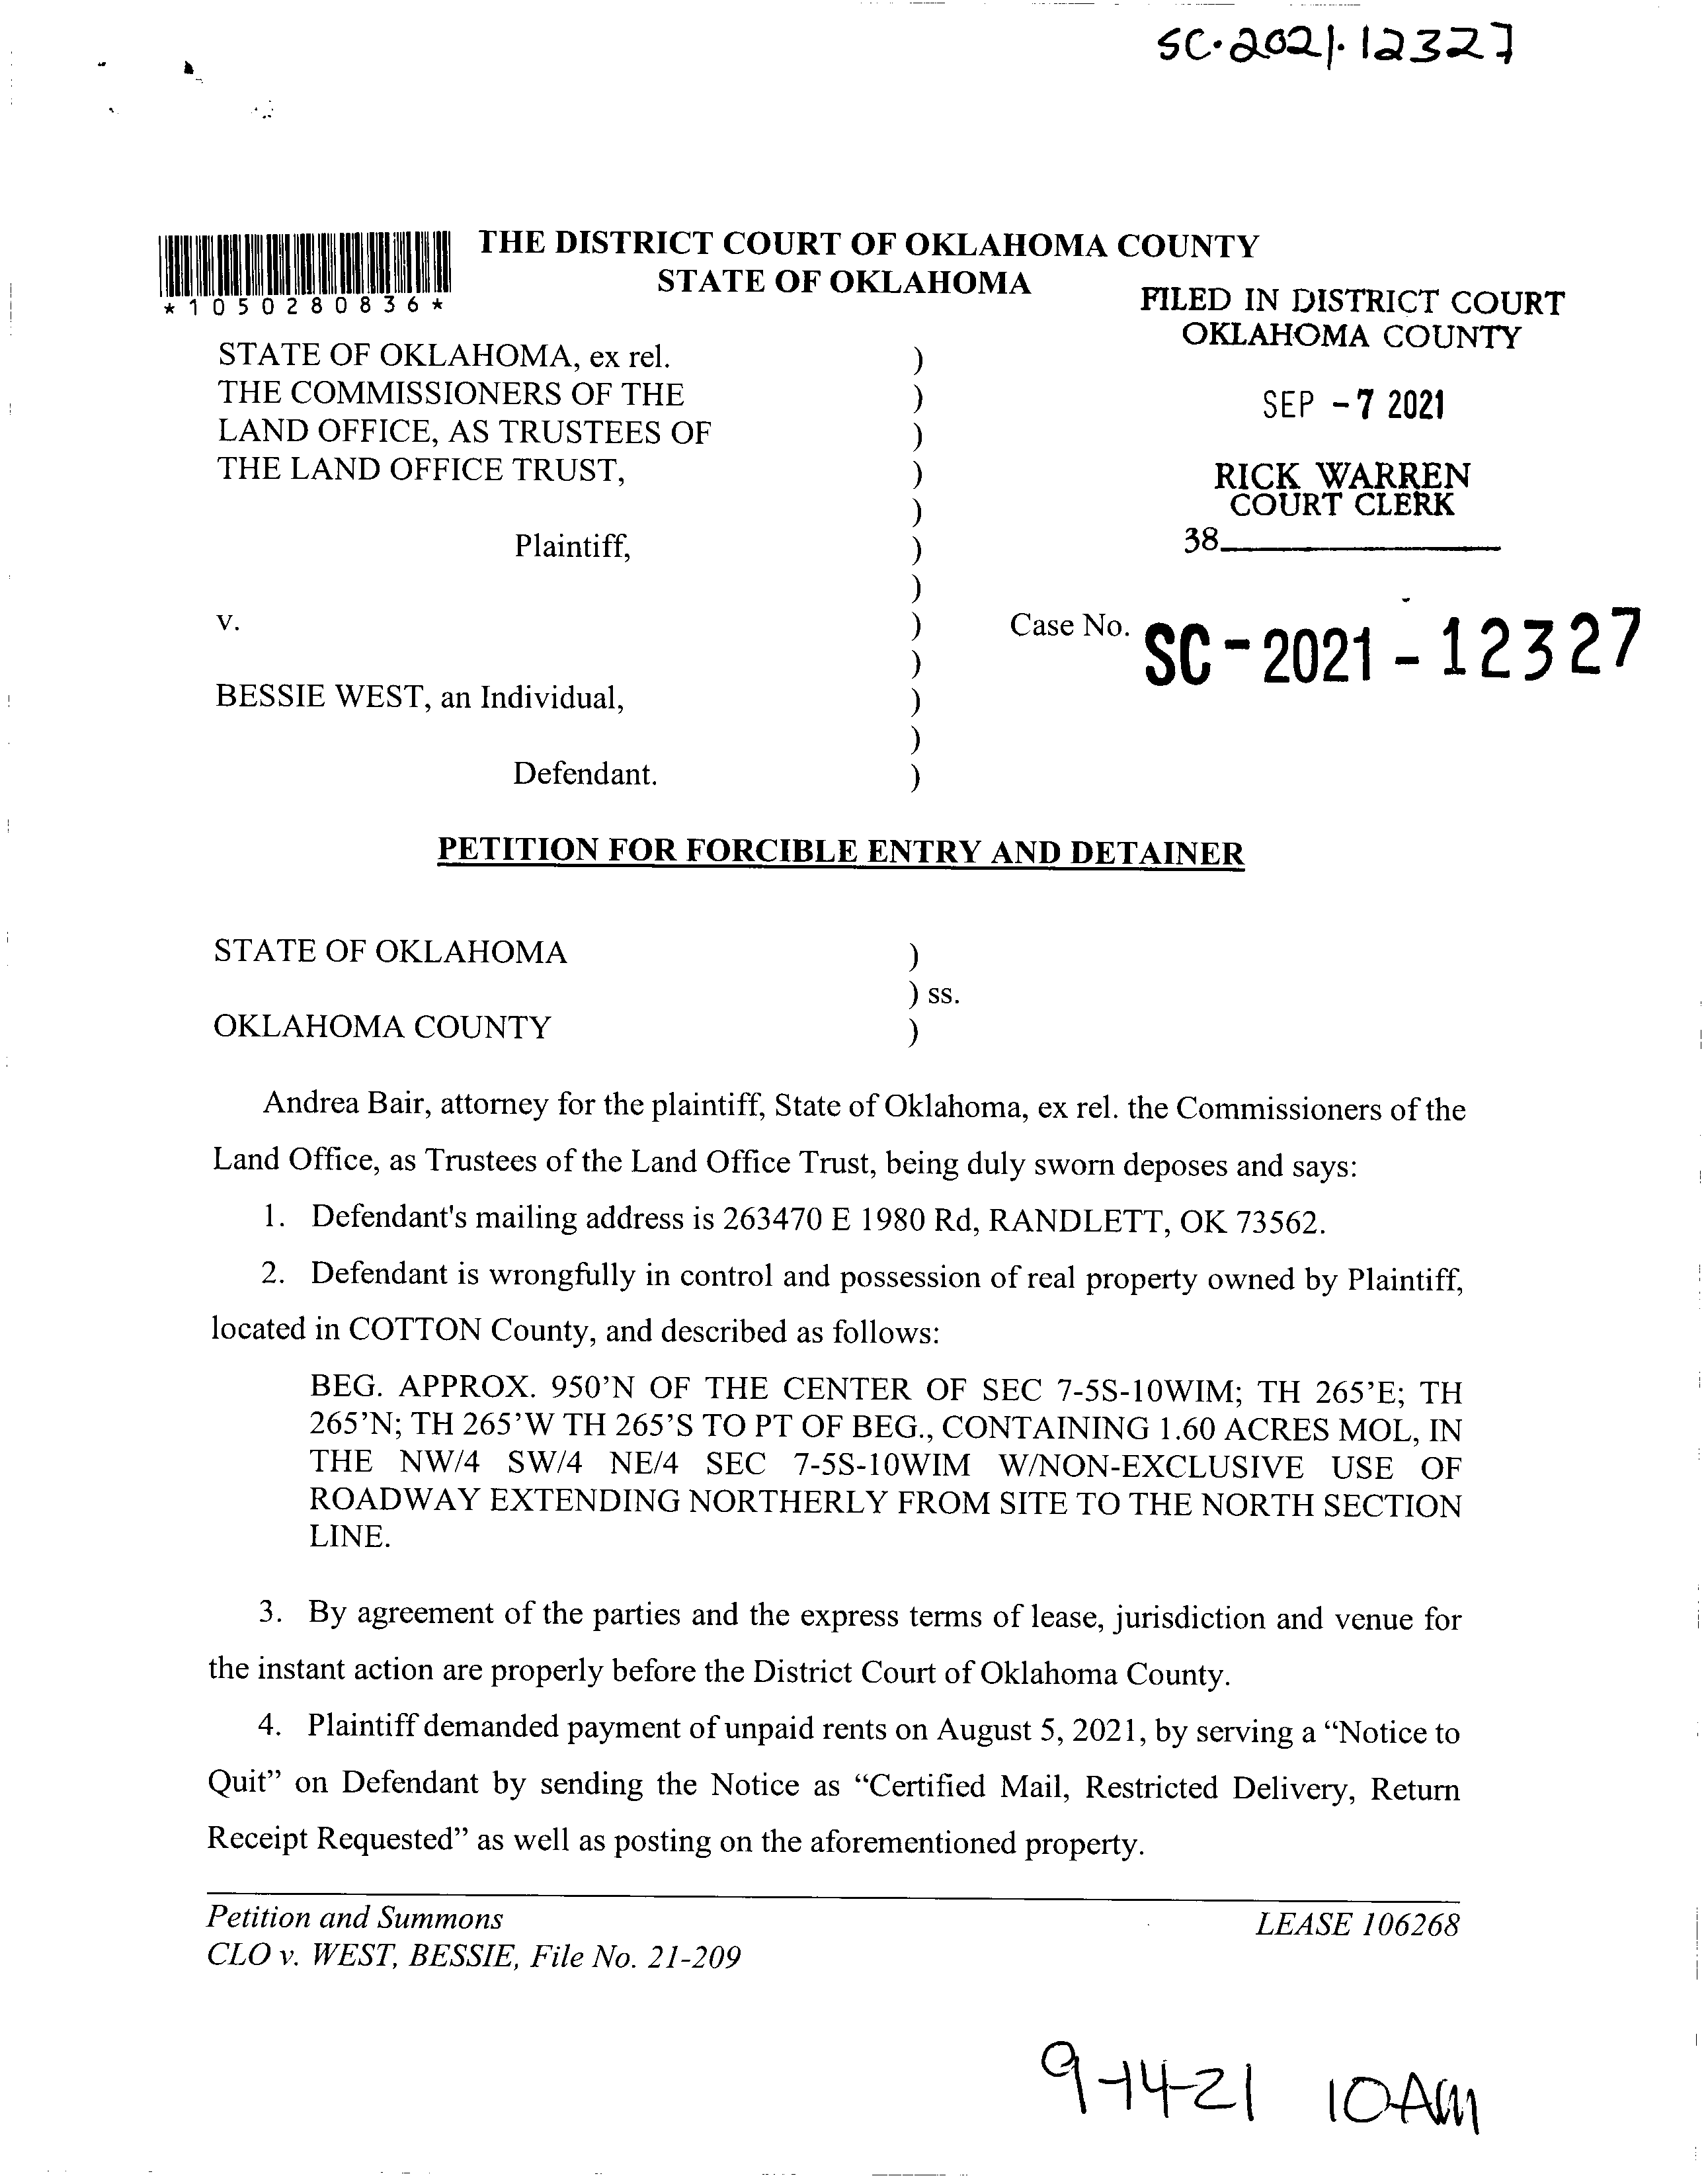 SC-2021-12327
THE DISTRICT COURT OF OKLAHOMA COUNTY
STATE OF OKLAHOMA
*1050280836*
FILED IN DISTRICT COURT
OKLAHOMA COUNTY
SEP -7 2021
RICK WARREN
COURT CLERK
38
STATE OF OKLAHOMA, ex rel. )
THE COMMISSIONERS OF THE )
LAND OFFICE, AS TRUSTEES OF )
THE LAND OFFICE TRUST, )
)
Plaintiff, )
)
v. ) Case No. SC-2021-12327
)
BESSIE WEST, an Individual, )
)
Defendant. )
PETITION FOR FORCIBLE ENTRY AND DETAINER
STATE OF OKLAHOMA )
) ss.
OKLAHOMA COUNTY )
Andrea Bair, attorney for the plaintiff, State of Oklahoma, ex rel. the Commissioners of the
Land Office, as Trustees of the Land Office Trust, being duly sworn deposes and says:
1. Defendant's mailing address is 263470 E 1980 Rd, RANDLETT, OK 73562.
2. Defendant is wrongfully in control and possession of real property owned by Plaintiff,
located in COTTON County, and described as follows:
BEG. APPROX. 950’N OF THE CENTER OF SEC 7-5S-10WIM; TH 265’E; TH
265’N; TH 265’W TH 265’S TO PT OF BEG., CONTAINING 1.60 ACRES MOL, IN
THE NW/4 SW/4 NE/4 SEC 7-5S-10WIM W/NON-EXCLUSIVE USE OF
ROADWAY EXTENDING NORTHERLY FROM SITE TO THE NORTH SECTION
LINE.
3. By agreement of the parties and the express terms of lease, jurisdiction and venue for
the instant action are properly before the District Court of Oklahoma County.
4. Plaintiff demanded payment of unpaid rents on August 5, 2021, by serving a “Notice to
Quit” on Defendant by sending the Notice as “Certified Mail, Restricted Delivery, Return
Receipt Requested” as well as posting on the aforementioned property.
Petition and Summons LEASE 106268
CLO v. WEST, BESSIE, File No. 21-209
9-14-21 10AM